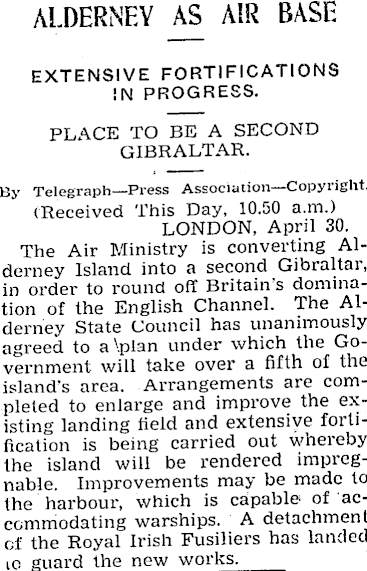 ALDERNEY AS AIR BASE
EXTENSIVE FORTIFICATIONS
IN PROGRESS.
PLACE TO BE A SECOND
GIBRALTAR.
By Telegraph—Press Association—Copyright.
(Received This Day, 10.50 a.m.)
LONDON, April 30.
The Air Ministry is converting Al-
derney Island into a second Gibraltar,
in order to round off Britain's domina-
tion of the English Channel. The Al-
derney State Council has unanimously
agreed to a plan under which the Go-
vernment will take over a fifth of the
island's area. Arrangements are com-
pleted to enlarge and improve the ex-
isting landing field and extensive forti-
fication is being carried out whereby
the island will be rendered impreg-
nable. Improvements may be made to
the harbour, which is capable of ac-
commodating warships. A detachment
of the Royal Irish Fusiliers has landed
to guard the new works.